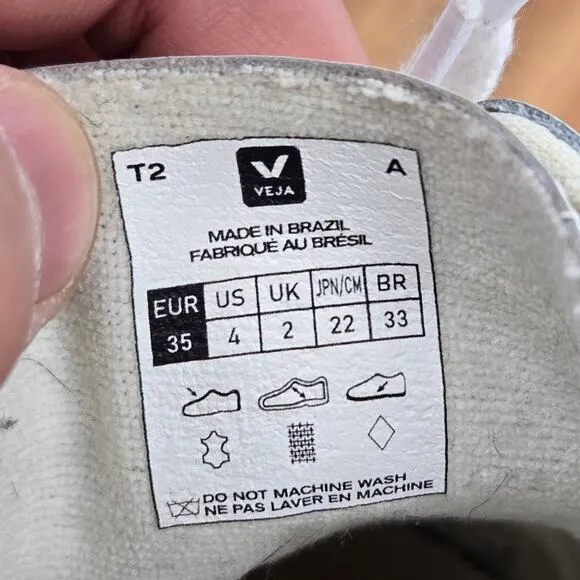 T2 V A
VEJA
MADE IN BRAZIL
FABRIQUÉ AU BRÉSIL
EUR US UK JPN/CM BR
35 4 2 22 33
DO NOT MACHINE WASH
NE PAS LAVER EN MACHINE